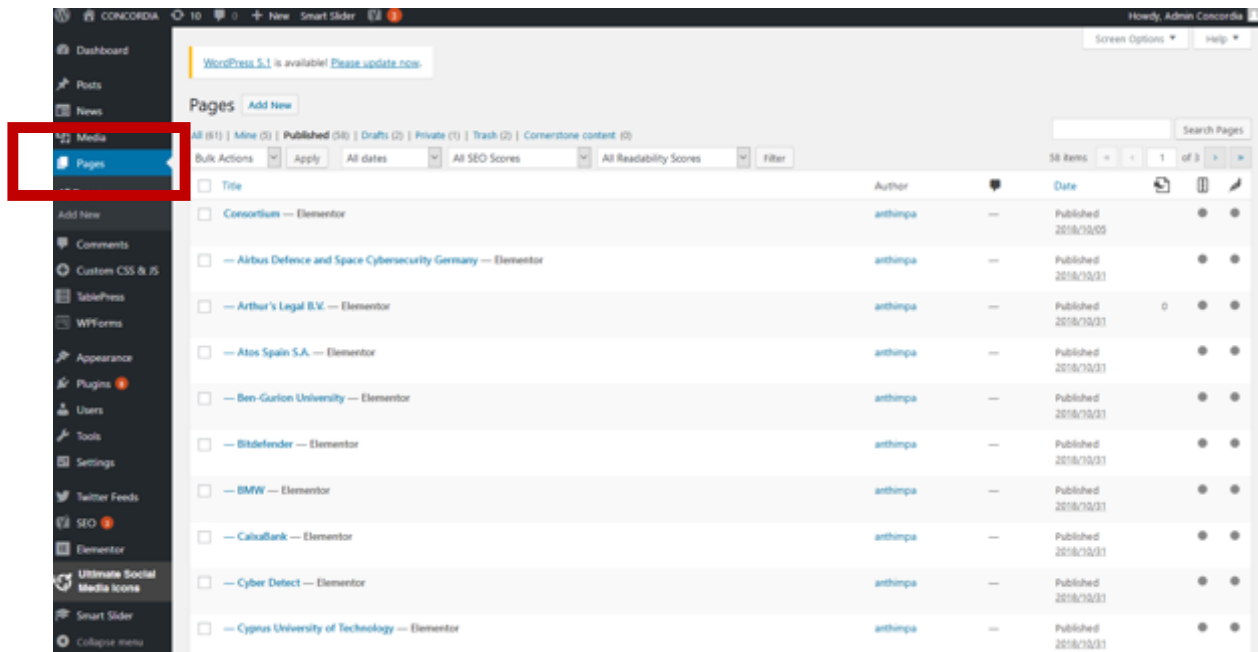 CONCORDIA 10 0 + New Smart Slider 3 Howdy, Admin Concordia
Dashboard
Posts
News
Media
Pages
Add New
Comments
Custom CSS & JS
TablePress
WPForms
Appearance
Plugins
Users
Tools
Settings
Twitter Feeds
SEO 3
Elementor
Ultimate Social
Media Icons
Smart Slider
Collapse menu
Screen Options Help
WordPress 5.1 is available! Please update now.
Pages Add New
All (61) | Mine (5) | Published (58) | Drafts (2) | Private (1) | Trash (2) | Cornerstone content (0)
Search Pages
Bulk Actions Apply All dates All SEO Scores All Readability Scores Filter 58 items « ‹ 1 of 3 › »
Title Author Date
Consortium — Elementor anthimpa — Published
2018/10/05
— Airbus Defence and Space Cybersecurity Germany — Elementor anthimpa — Published
2018/10/31
— Arthur's Legal B.V. — Elementor anthimpa — Published 0
2018/10/31
— Atos Spain S.A. — Elementor anthimpa — Published
2018/10/31
— Ben-Gurion University — Elementor anthimpa — Published
2018/10/31
— Bitdefender — Elementor anthimpa — Published
2018/10/31
— BMW — Elementor anthimpa — Published
2018/10/31
— CaixaBank — Elementor anthimpa — Published
2018/10/31
— Cyber Detect — Elementor anthimpa — Published
2018/10/31
— Cyprus University of Technology — Elementor anthimpa — Published
2018/10/31